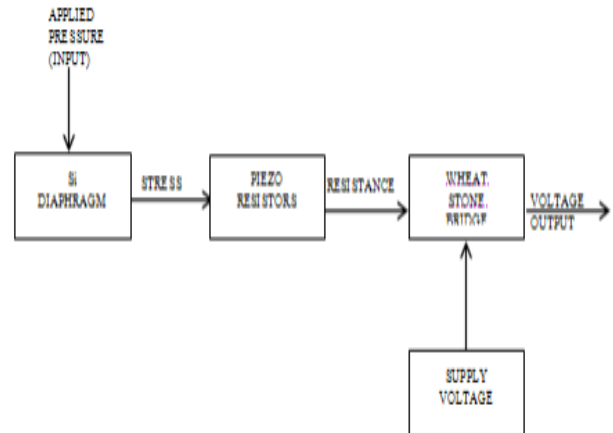 APPLIED
PRESSURE
(INPUT)
Si
DIAPHRAGM
STRESS
PIEZO
RESISTORS
RESISTANCE
WHEAT.
STONE.
BRIDGE
VOLTAGE
OUTPUT
SUPPLY
VOLTAGE